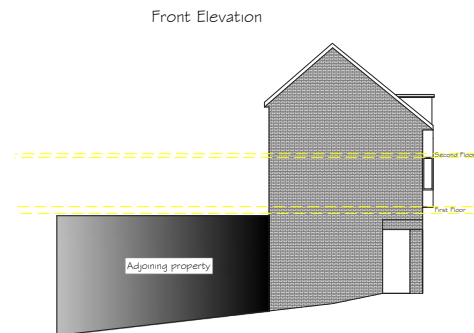 Front Elevation
Second Floor
First Floor
Adjoining property